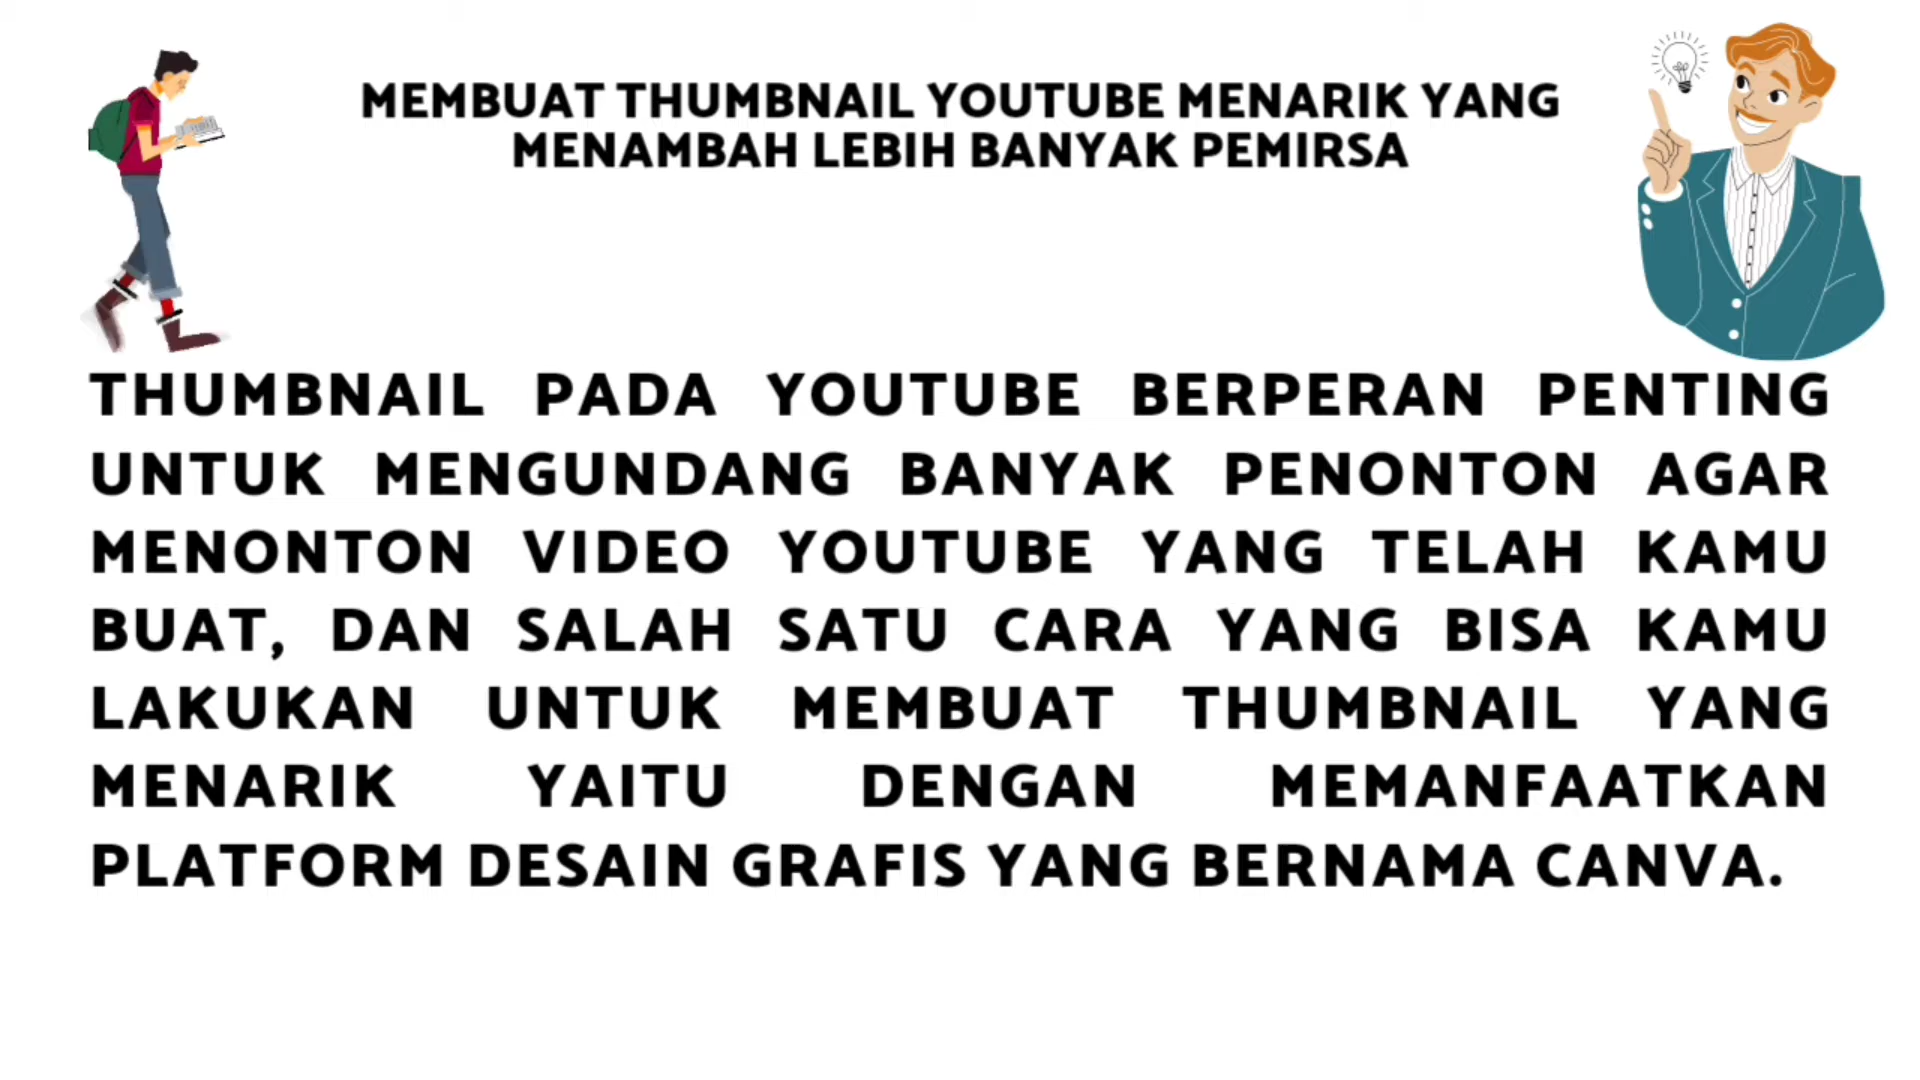 MEMBUAT THUMBNAIL YOUTUBE MENARIK YANG
MENAMBAH LEBIH BANYAK PEMIRSA
THUMBNAIL PADA YOUTUBE BERPERAN PENTING
UNTUK MENGUNDANG BANYAK PENONTON AGAR
MENONTON VIDEO YOUTUBE YANG TELAH KAMU
BUAT, DAN SALAH SATU CARA YANG BISA KAMU
LAKUKAN UNTUK MEMBUAT THUMBNAIL YANG
MENARIK YAITU DENGAN MEMANFAATKAN
PLATFORM DESAIN GRAFIS YANG BERNAMA CANVA.